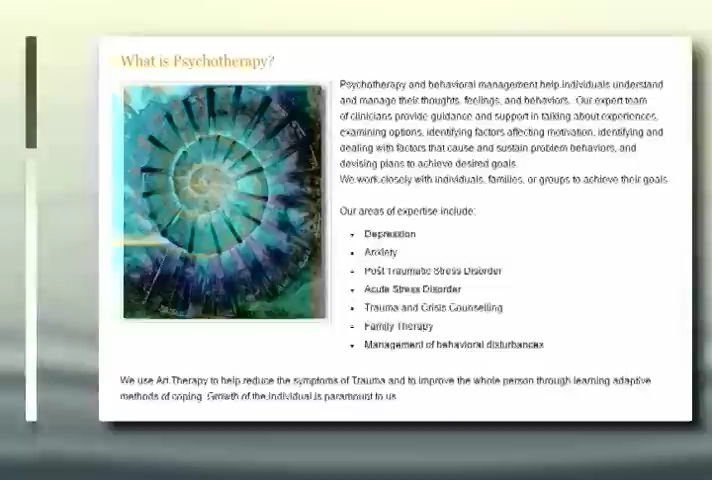 What is Psychotherapy?
Psychotherapy and behavioral management help individuals understand
and manage their thoughts, feelings, and behaviors. Our expert team
of clinicians provide guidance and support in talking about experiences,
examining options, identifying factors affecting motivation, identifying and
dealing with factors that cause and sustain problem behaviors, and
devising plans to achieve desired goals.
We work closely with individuals, families, or groups to achieve their goals.
Our areas of expertise include:
• Depression
• Anxiety
• Post Traumatic Stress Disorder
• Acute Stress Disorder
• Trauma and Crisis Counselling
• Family Therapy
• Management of behavioral disturbances
We use Art Therapy to help reduce the symptoms of Trauma and to improve the whole person through learning adaptive
methods of coping. Growth of the individual is paramount to us